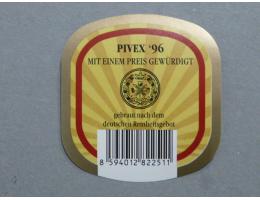 PIVEX '96
MIT EINEM PREIS GEWÜRDIGT
gebraut nach dem
deutschen Reinheitsgebot
8 594012 822511